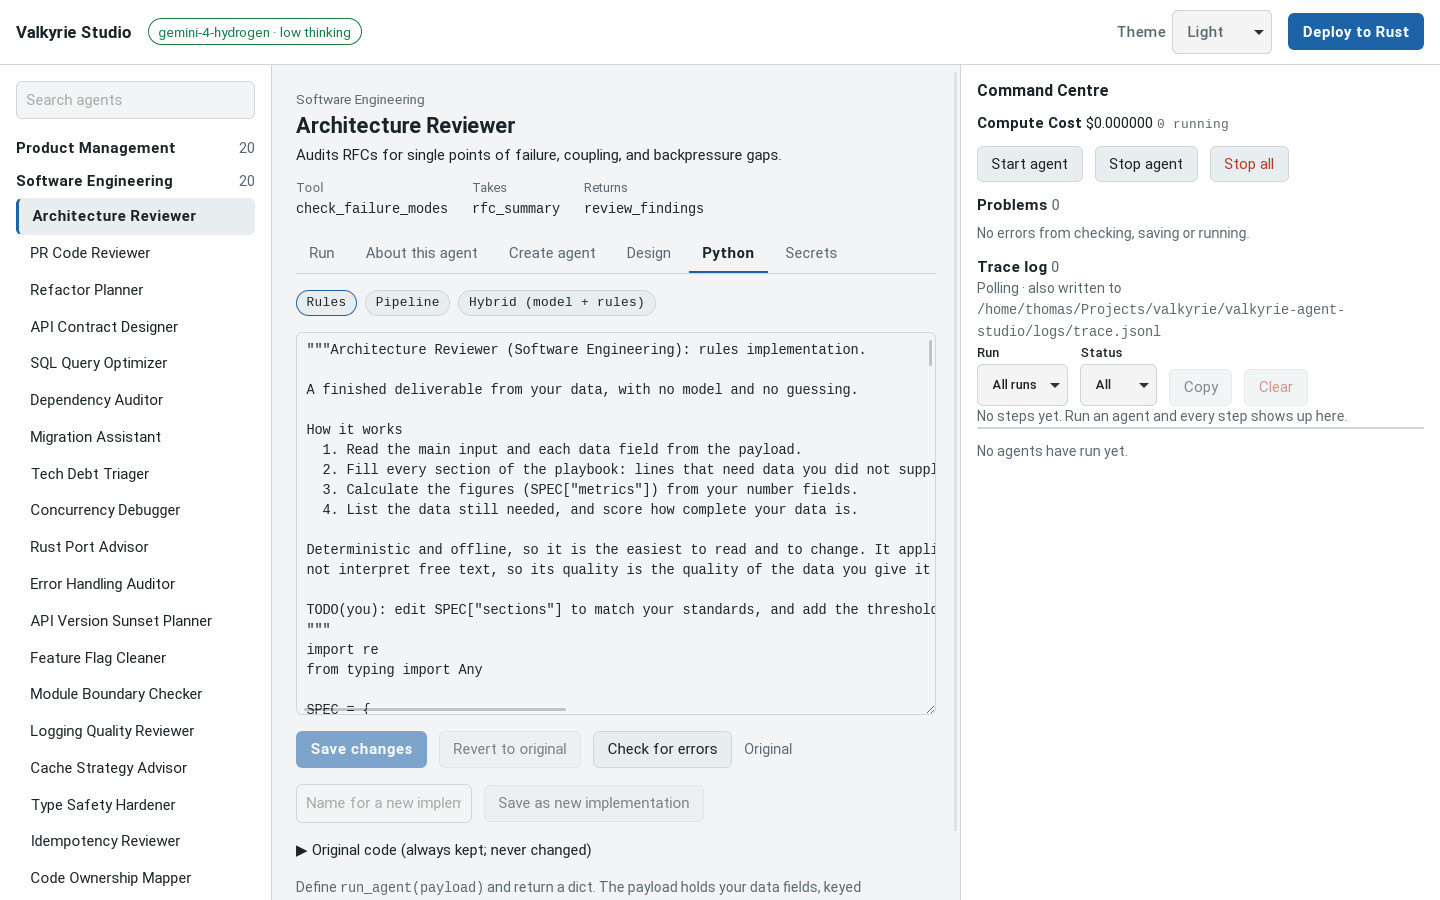 Valkyrie Studio
gemini-4-hydrogen · low thinking
Theme
Light
Deploy to Rust
Search agents
Product Management 20
Software Engineering 20
Architecture Reviewer
PR Code Reviewer
Refactor Planner
API Contract Designer
SQL Query Optimizer
Dependency Auditor
Migration Assistant
Tech Debt Triager
Concurrency Debugger
Rust Port Advisor
Error Handling Auditor
API Version Sunset Planner
Feature Flag Cleaner
Module Boundary Checker
Logging Quality Reviewer
Cache Strategy Advisor
Type Safety Hardener
Idempotency Reviewer
Code Ownership Mapper
Software Engineering
Architecture Reviewer
Audits RFCs for single points of failure, coupling, and backpressure gaps.
Tool Takes Returns
check_failure_modes rfc_summary review_findings
Run About this agent Create agent Design Python Secrets
Rules Pipeline Hybrid (model + rules)
"""Architecture Reviewer (Software Engineering): rules implementation.
A finished deliverable from your data, with no model and no guessing.
How it works
1. Read the main input and each data field from the payload.
2. Fill every section of the playbook: lines that need data you did not suppl
3. Calculate the figures (SPEC["metrics"]) from your number fields.
4. List the data still needed, and score how complete your data is.
Deterministic and offline, so it is the easiest to read and to change. It appli
not interpret free text, so its quality is the quality of the data you give it
TODO(you): edit SPEC["sections"] to match your standards, and add the threshold
"""
import re
from typing import Any
SPEC = {
Save changes Revert to original Check for errors Original
Name for a new implem Save as new implementation
▶ Original code (always kept; never changed)
Define run_agent(payload) and return a dict. The payload holds your data fields, keyed
Command Centre
Compute Cost $0.000000 0 running
Start agent Stop agent Stop all
Problems 0
No errors from checking, saving or running.
Trace log 0
Polling · also written to
/home/thomas/Projects/valkyrie/valkyrie-agent-
studio/logs/trace.jsonl
Run Status
All runs All Copy Clear
No steps yet. Run an agent and every step shows up here.
No agents have run yet.